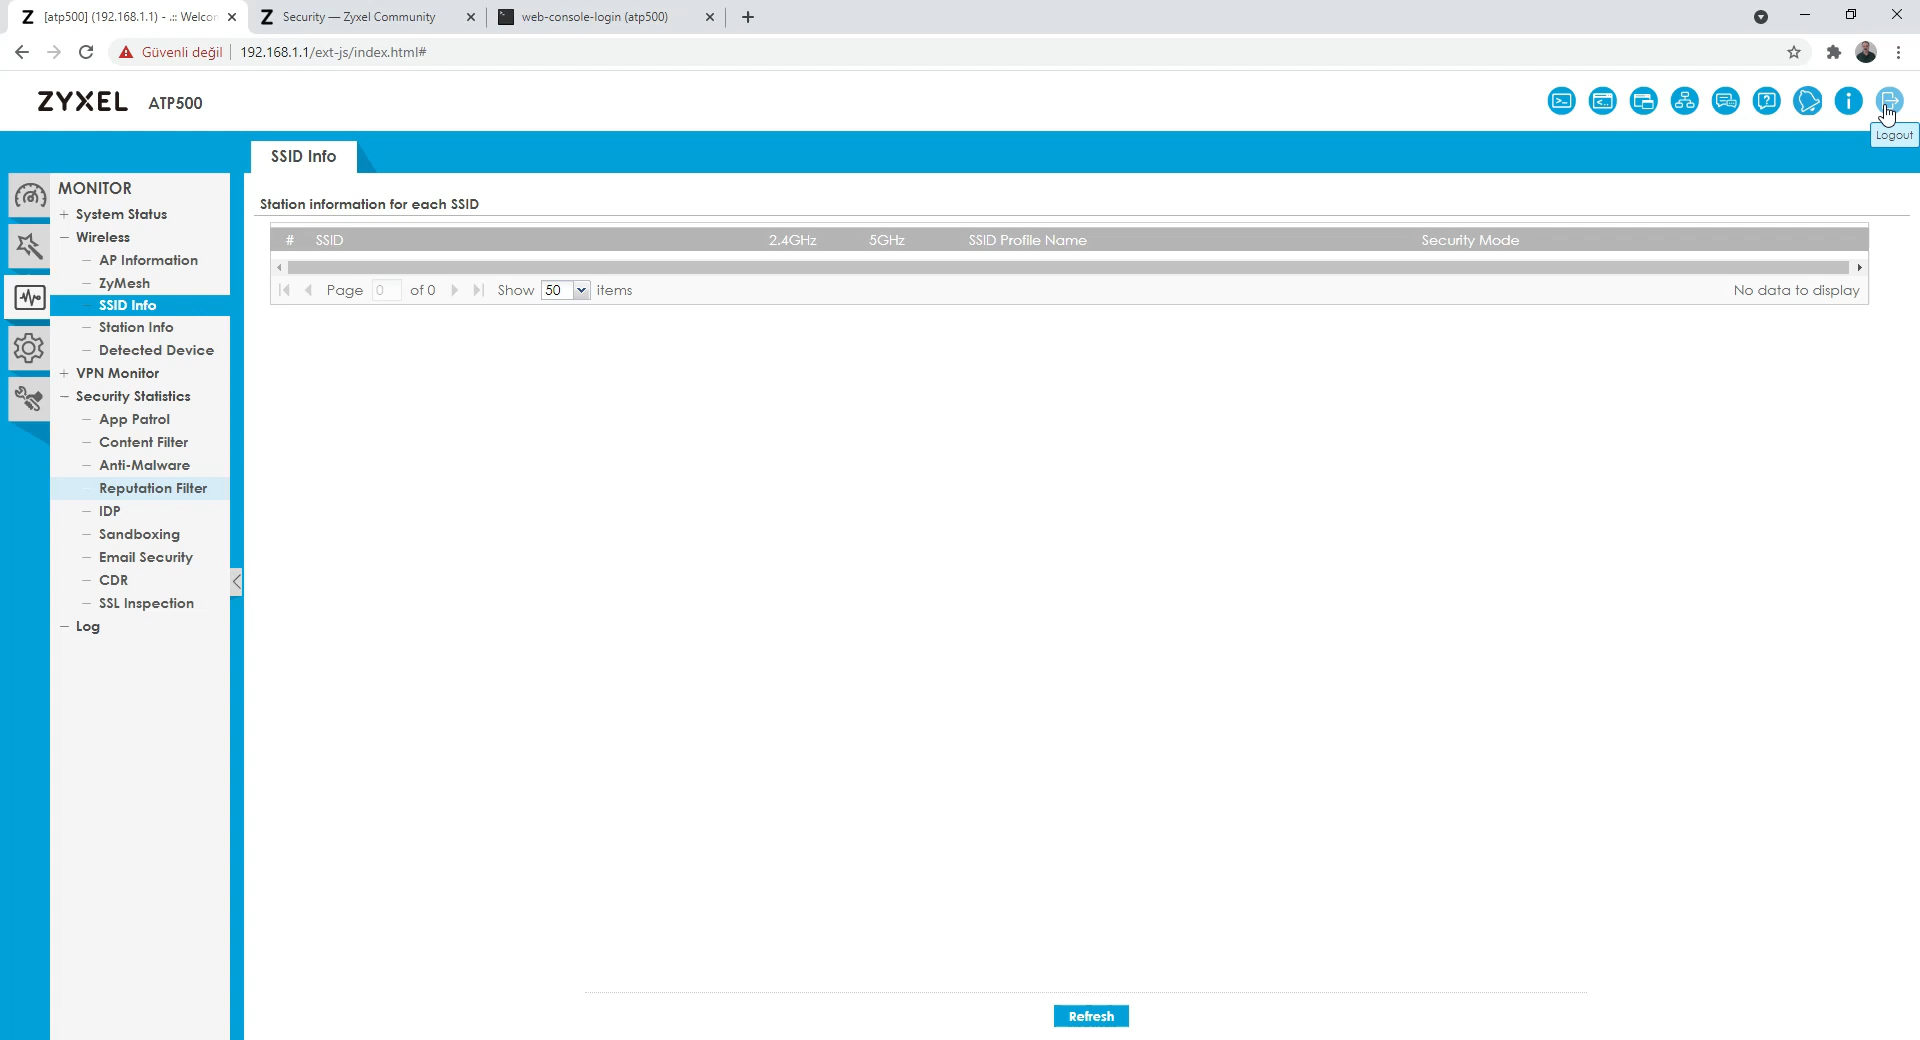 [atp500] (192.168.1.1) - .:: Welcor
Security — Zyxel Community
web-console-login (atp500)
Güvenli değil
192.168.1.1/ext-js/index.html#
ZYXEL ATP500
Logout
SSID Info
MONITOR
System Status
Wireless
AP Information
ZyMesh
SSID Info
Station Info
Detected Device
VPN Monitor
Security Statistics
App Patrol
Content Filter
Anti-Malware
Reputation Filter
IDP
Sandboxing
Email Security
CDR
SSL Inspection
Log
Station information for each SSID
# SSID 2.4GHz 5GHz SSID Profile Name Security Mode
Page 0 of 0 Show 50 items No data to display
Refresh